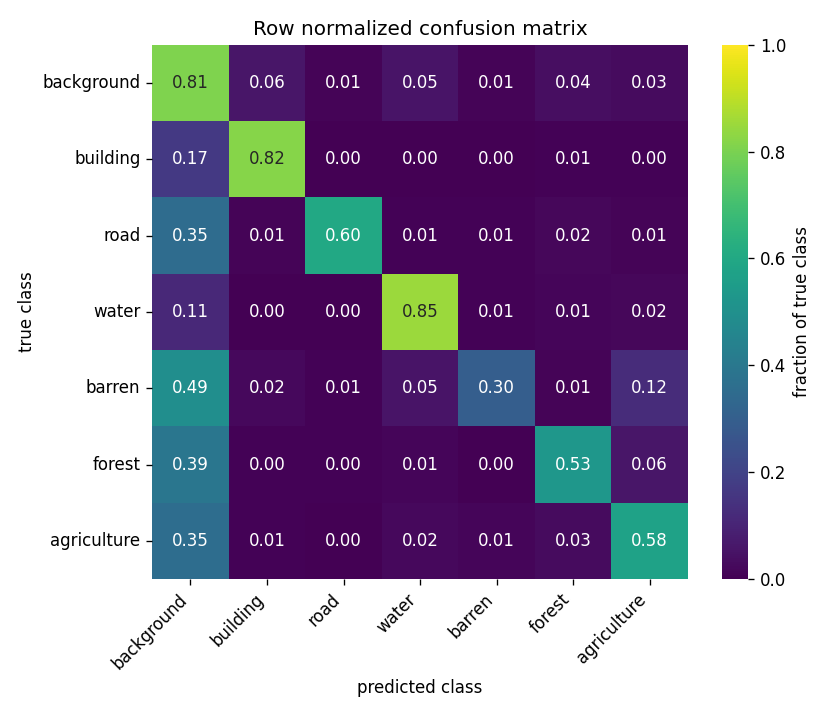 Row normalized confusion matrix
background 0.81 0.06 0.01 0.05 0.01 0.04 0.03
building 0.17 0.82 0.00 0.00 0.00 0.01 0.00
road 0.35 0.01 0.60 0.01 0.01 0.02 0.01
water 0.11 0.00 0.00 0.85 0.01 0.01 0.02
barren 0.49 0.02 0.01 0.05 0.30 0.01 0.12
forest 0.39 0.00 0.00 0.01 0.00 0.53 0.06
agriculture 0.35 0.01 0.00 0.02 0.01 0.03 0.58
background building road water barren forest agriculture
predicted class
true class
1.0
0.8
0.6
0.4
0.2
0.0
fraction of true class